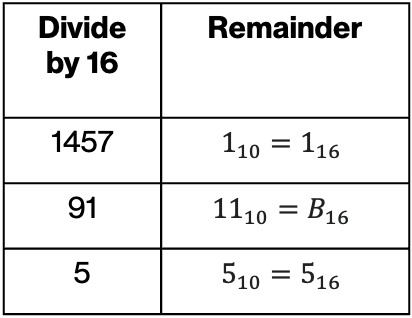 Divide by 16 Remainder
1457 1₁₀ = 1₁₆
91 11₁₀ = B₁₆
5 5₁₀ = 5₁₆